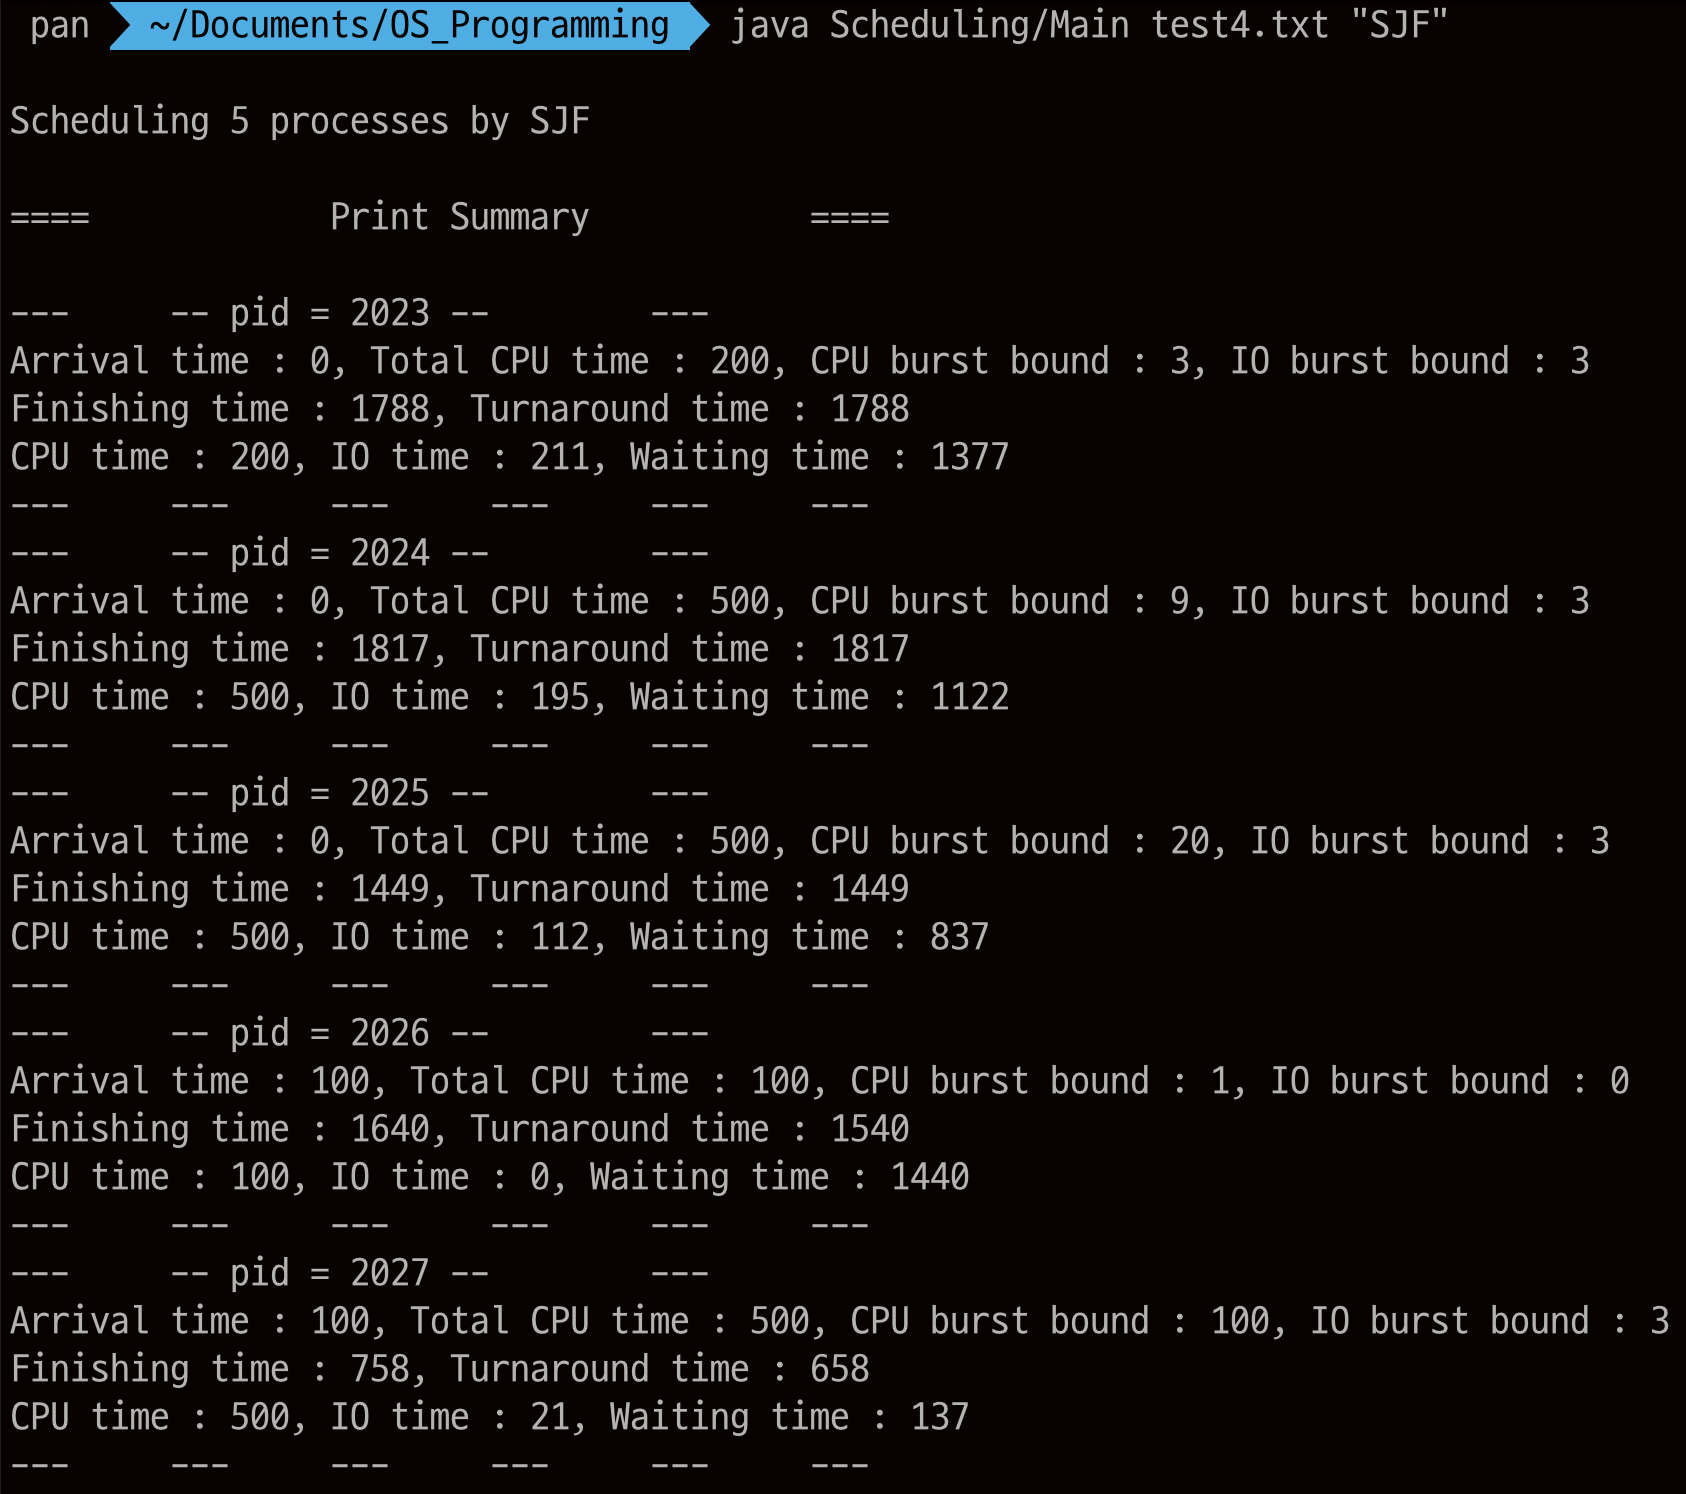 pan ~/Documents/OS_Programming java Scheduling/Main test4.txt "SJF"
Scheduling 5 processes by SJF
==== Print Summary ====
--- -- pid = 2023 -- ---
Arrival time : 0, Total CPU time : 200, CPU burst bound : 3, IO burst bound : 3
Finishing time : 1788, Turnaround time : 1788
CPU time : 200, IO time : 211, Waiting time : 1377
--- --- --- --- --- ---
--- -- pid = 2024 -- ---
Arrival time : 0, Total CPU time : 500, CPU burst bound : 9, IO burst bound : 3
Finishing time : 1817, Turnaround time : 1817
CPU time : 500, IO time : 195, Waiting time : 1122
--- --- --- --- --- ---
--- -- pid = 2025 -- ---
Arrival time : 0, Total CPU time : 500, CPU burst bound : 20, IO burst bound : 3
Finishing time : 1449, Turnaround time : 1449
CPU time : 500, IO time : 112, Waiting time : 837
--- --- --- --- --- ---
--- -- pid = 2026 -- ---
Arrival time : 100, Total CPU time : 100, CPU burst bound : 1, IO burst bound : 0
Finishing time : 1640, Turnaround time : 1540
CPU time : 100, IO time : 0, Waiting time : 1440
--- --- --- --- --- ---
--- -- pid = 2027 -- ---
Arrival time : 100, Total CPU time : 500, CPU burst bound : 100, IO burst bound : 3
Finishing time : 758, Turnaround time : 658
CPU time : 500, IO time : 21, Waiting time : 137
--- --- --- --- --- ---